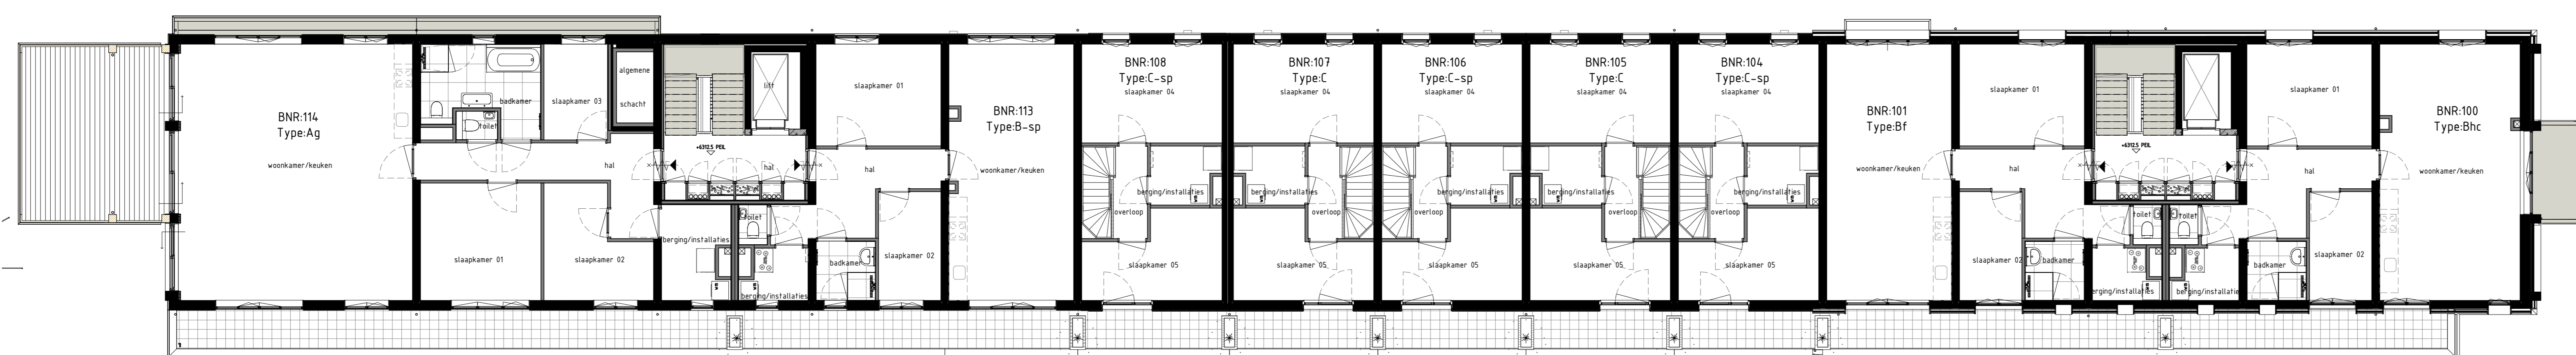 BNR:114
Type:Ag
woonkamer/keuken
badkamer
toilet
slaapkamer 03
algemene
schacht
hal
slaapkamer 01
slaapkamer 02
berging/installaties
lift
+6312.5 PEIL
hal
toilet
berging/installaties
badkamer
slaapkamer 01
hal
slaapkamer 02
BNR:113
Type:B-sp
woonkamer/keuken
BNR:108
Type:C-sp
slaapkamer 04
berging/installaties
overloop
slaapkamer 05
BNR:107
Type:C
slaapkamer 04
berging/installaties
overloop
slaapkamer 05
BNR:106
Type:C-sp
slaapkamer 04
berging/installaties
overloop
slaapkamer 05
BNR:105
Type:C
slaapkamer 04
berging/installaties
overloop
slaapkamer 05
BNR:104
Type:C-sp
slaapkamer 04
berging/installaties
overloop
slaapkamer 05
BNR:101
Type:Bf
woonkamer/keuken
slaapkamer 01
hal
slaapkamer 02
badkamer
+6312.5 PEIL
toilet
toilet
berging/installaties
berging/installaties
badkamer
slaapkamer 01
hal
slaapkamer 02
BNR:100
Type:Bhc
woonkamer/keuken